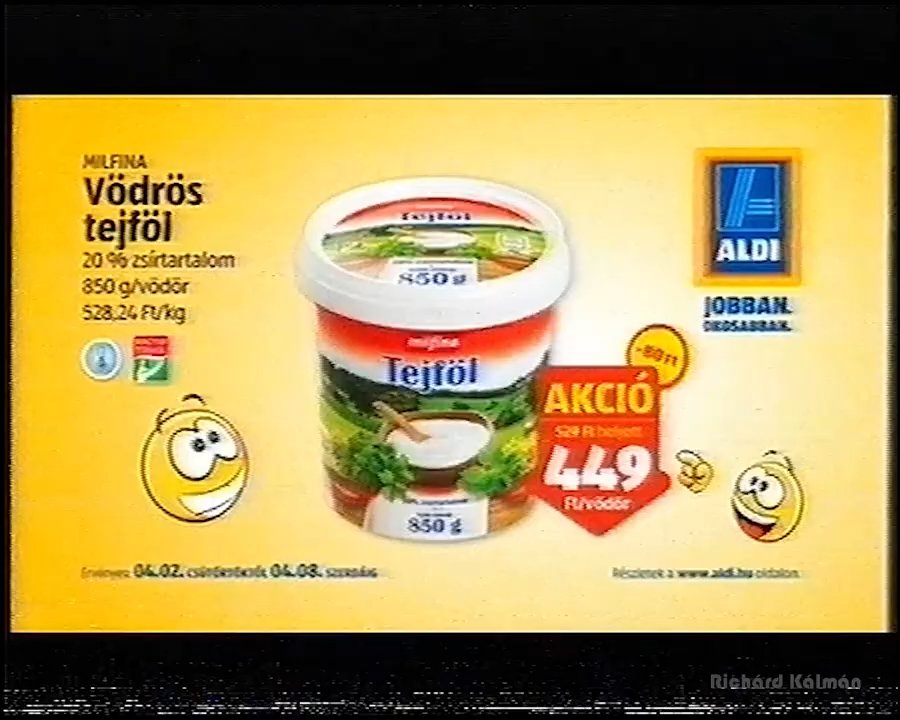 MILFINA
Vödrös
tejföl
20 % zsírtartalom
850 g/vödör
528,24 Ft/kg
Tejföl
850 g
milfina
Tejföl
850 g
ALDI
JOBBAN.
OKOSABBAN.
-80 Ft
AKCIÓ
529 Ft helyett
449
Ft/vödör
Érvényes: 04.02. csütörtöktől, 04.08. szerdáig
Részletek a www.aldi.hu oldalon.
Richárd Kálmán